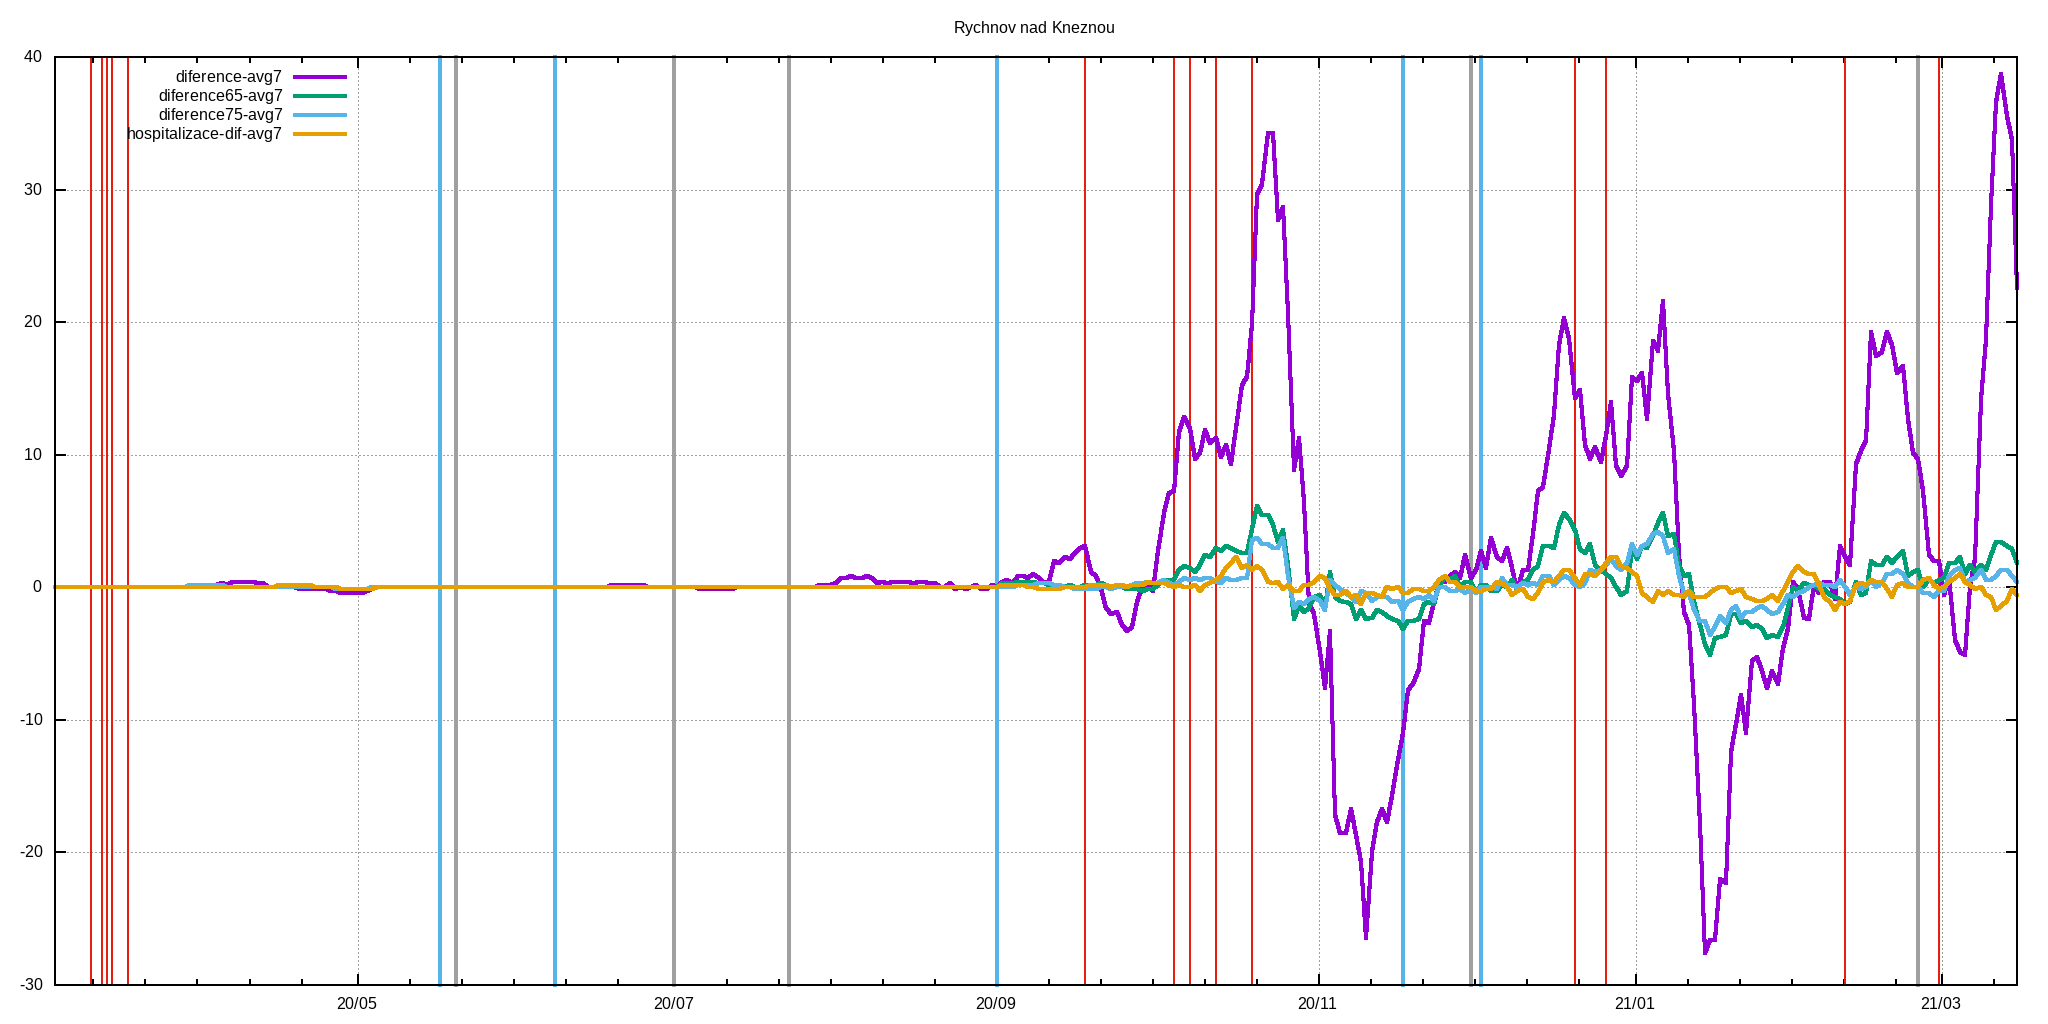 Rychnov nad Kneznou
40
30
20
10
0
-10
-20
-30
diference-avg7
diference65-avg7
diference75-avg7
hospitalizace-dif-avg7
20/05
20/07
20/09
20/11
21/01
21/03